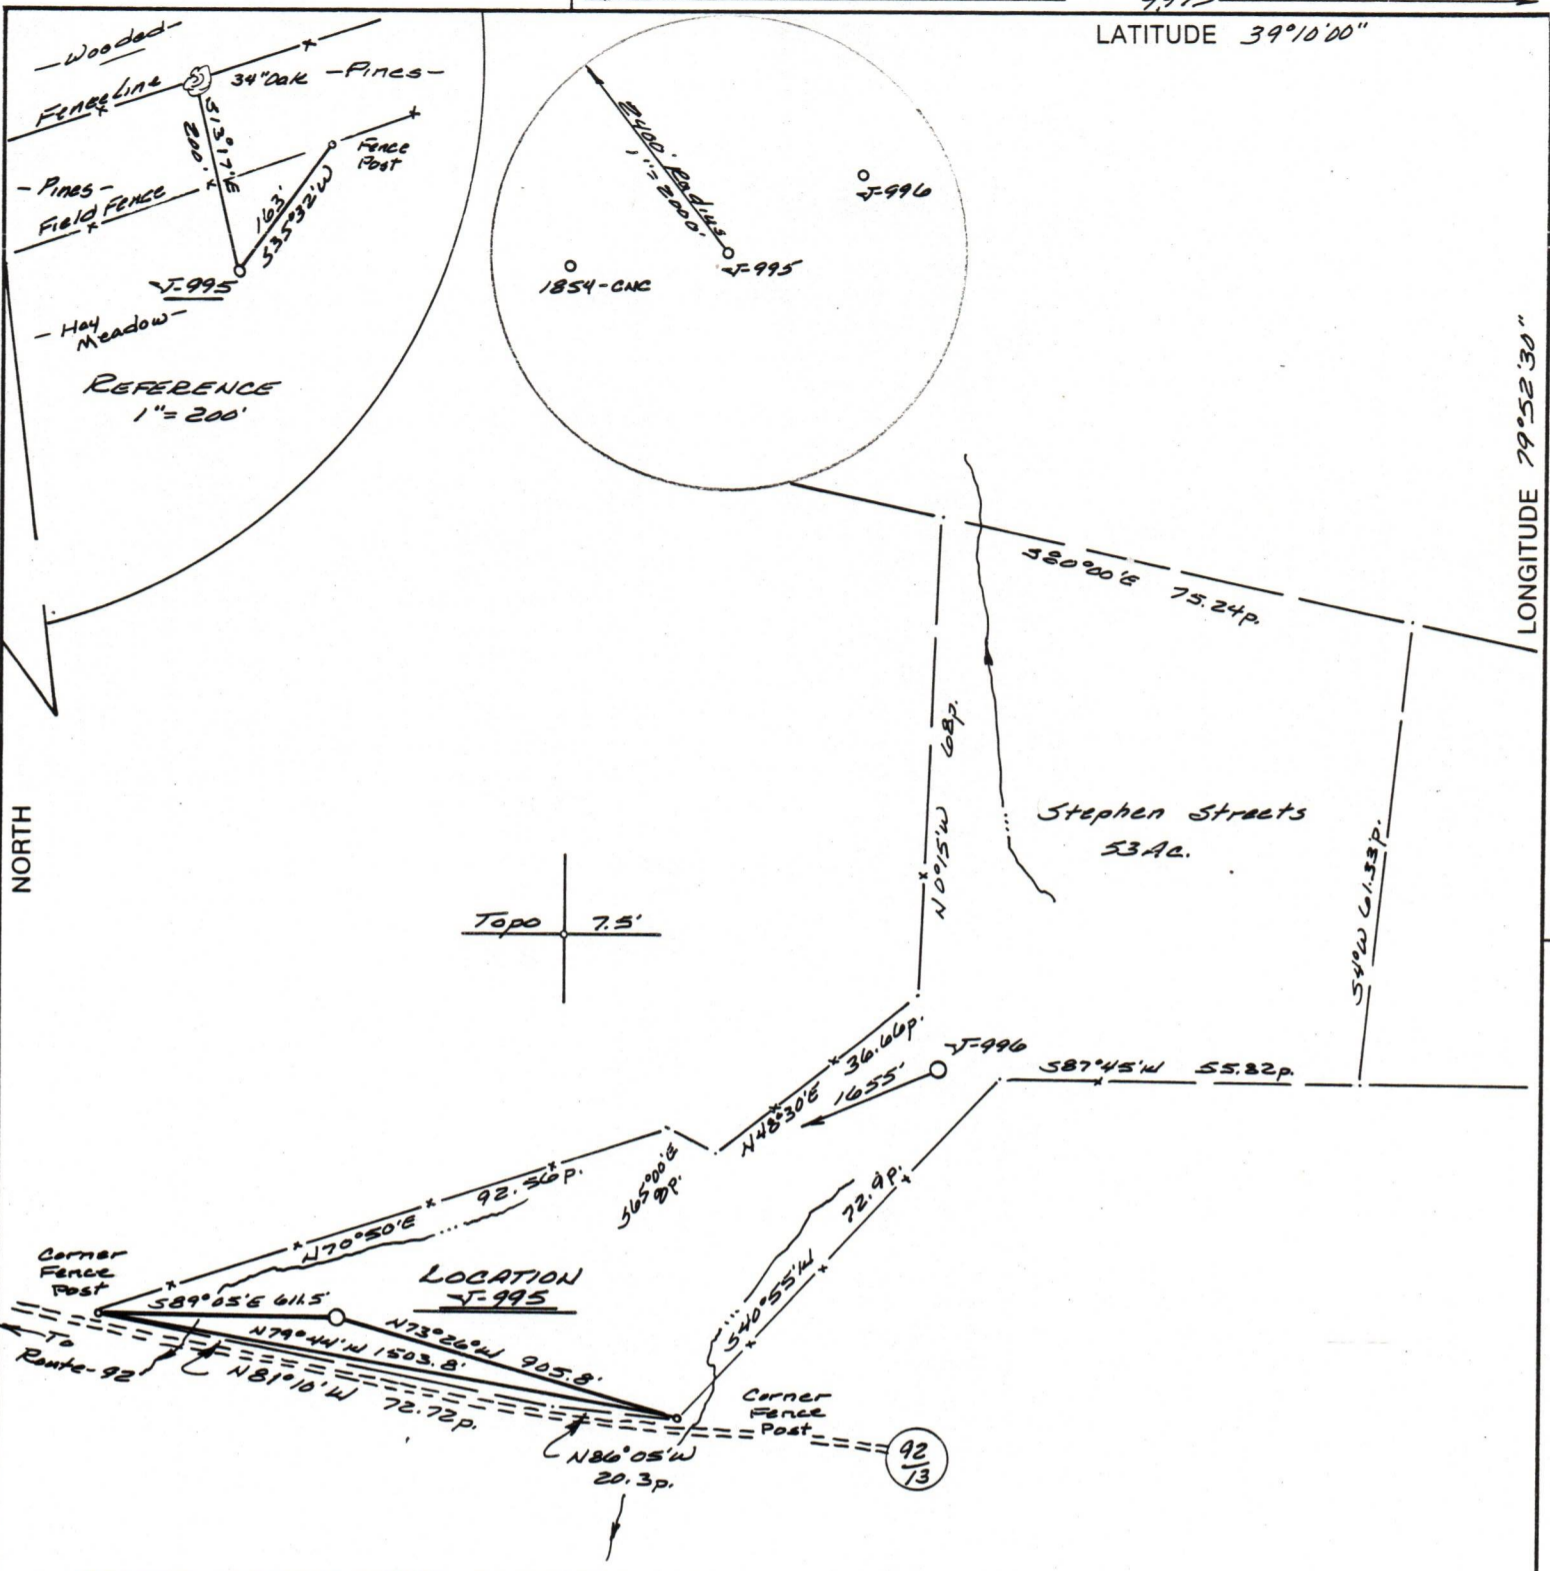 LATITUDE 39°10'00"
— Wooded —
Fence Line
34" Oak
— Pines —
S13°17'E
200'
Fence
Post
— Pines —
Field Fence
163'
S35°32'W
J-995
— Hay
Meadow —
REFERENCE
1" = 200'
2400' Radius
1" = 2000'
J-996
J-995
1854-CNC
LONGITUDE 79°52'30"
S80°00'E 75.24p.
N0°15'W 68p.
Stephen Streets
53 Ac.
S4°W 61.33p.
NORTH
Topo 7.5'
J-996
N48°30'E 36.66p.
1655'
S87°45'W 55.82p.
N70°50'E 92.56p.
S65°00'E
8p.
S40°55'W 72.9p.
Corner
Fence
Post
LOCATION
J-995
S89°05'E 611.5'
N73°26'W 905.8'
N79°44'W 1503.8'
To
Route-92
N81°10'W 72.72p.
Corner
Fence
Post
N86°05'W
20.3p.
92
13